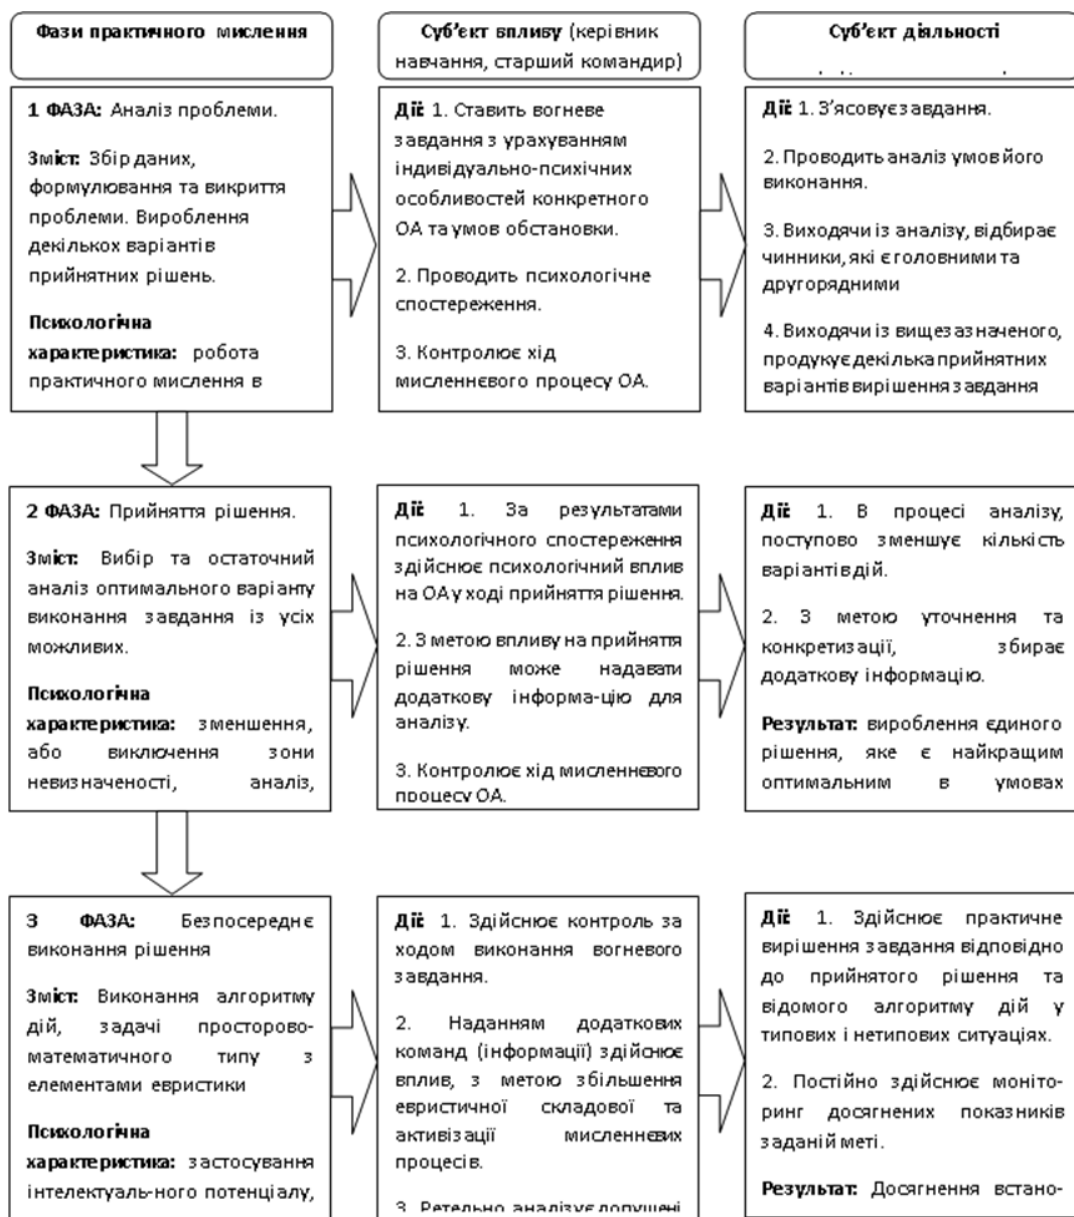 Фази практичного мислення
Суб’єкт впливу (керівник
навчання, старший командир)
Суб’єкт діяльності
1 ФАЗА: Аналіз проблеми.
Зміст: Збір даних,
формулювання та викриття
проблеми. Вироблення
декількох варіантів
прийнятних рішень.
Психологічна
характеристика: робота
практичного мислення в
Дії: 1. Ставить вогневе
завдання з урахуванням
індивідуально-психічних
особливостей конкретного
ОА та умов обстановки.
2. Проводить психологічне
спостереження.
3. Контролює хід
мисленнєвого процесу ОА.
Дії: 1. З’ясовує завдання.
2. Проводить аналіз умов його
виконання.
3. Виходячи із аналізу, відбирає
чинники, які є головними та
другорядними
4. Виходячи із вищезазначеного,
продукує декілька прийнятних
варіантів вирішення завдання
2 ФАЗА: Прийняття рішення.
Зміст: Вибір та остаточний
аналіз оптимального варіанту
виконання завдання із усіх
можливих.
Психологічна
характеристика: зменшення,
або виключення зони
невизначеності, аналіз,
Дії: 1. За результатами
психологічного спостереження
здійснює психологічний вплив
на ОА у ході прийняття рішення.
2. З метою впливу на прийняття
рішення може надавати
додаткову інформа-цію для
аналізу.
3. Контролює хід мисленнєвого
процесу ОА.
Дії: 1. В процесі аналізу,
поступово зменшує кількість
варіантів дій.
2. З метою уточнення та
конкретизації, збирає
додаткову інформацію.
Результат: вироблення єдиного
рішення, яке є найкращим
оптимальним в умовах
3 ФАЗА: Безпосереднє
виконання рішення
Зміст: Виконання алгоритму
дій, задачі просторово-
математичного типу з
елементами евристики
Психологічна
характеристика: застосування
інтелектуаль-ного потенціалу,
Дії: 1. Здійснює контроль за
ходом виконання вогневого
завдання.
2. Наданням додаткових
команд (інформації) здійснює
вплив, з метою збільшення
евристичної складової та
активізації мисленнєвих
процесів.
3. Ретельно аналізує допущені
Дії: 1. Здійснює практичне
вирішення завдання відповідно
до прийнятого рішення та
відомого алгоритму дій у
типових і нетипових ситуаціях.
2. Постійно здійснює моніто-
ринг досягнених показників
заданій меті.
Результат: Досягнення встано-